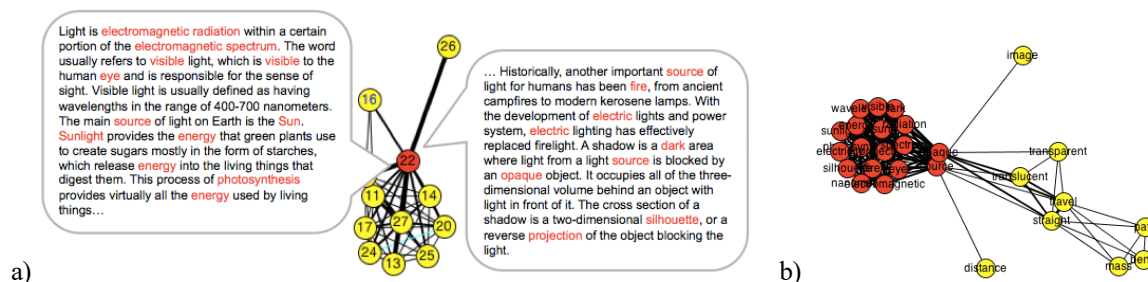 Light is electromagnetic radiation within a certain
portion of the electromagnetic spectrum. The word
usually refers to visible light, which is visible to the
human eye and is responsible for the sense of
sight. Visible light is usually defined as having
wavelengths in the range of 400-700 nanometers.
The main source of light on Earth is the Sun.
Sunlight provides the energy that green plants use
to create sugars mostly in the form of starches,
which release energy into the living things that
digest them. This process of photosynthesis
provides virtually all the energy used by living
things…
26
16
22
11
14
27
17
20
24
13
25
… Historically, another important source of
light for humans has been fire, from ancient
campfires to modern kerosene lamps. With
the development of electric lights and power
system, electric lighting has effectively
replaced firelight. A shadow is a dark area
where light from a light source is blocked by
an opaque object. It occupies all of the three-
dimensional volume behind an object with
light in front of it. The cross section of a
shadow is a two-dimensional silhouette, or a
reverse projection of the object blocking the
light.
a)
image
radiation
transparent
translucent
travel
straight
silhouette
mass
distance
b)